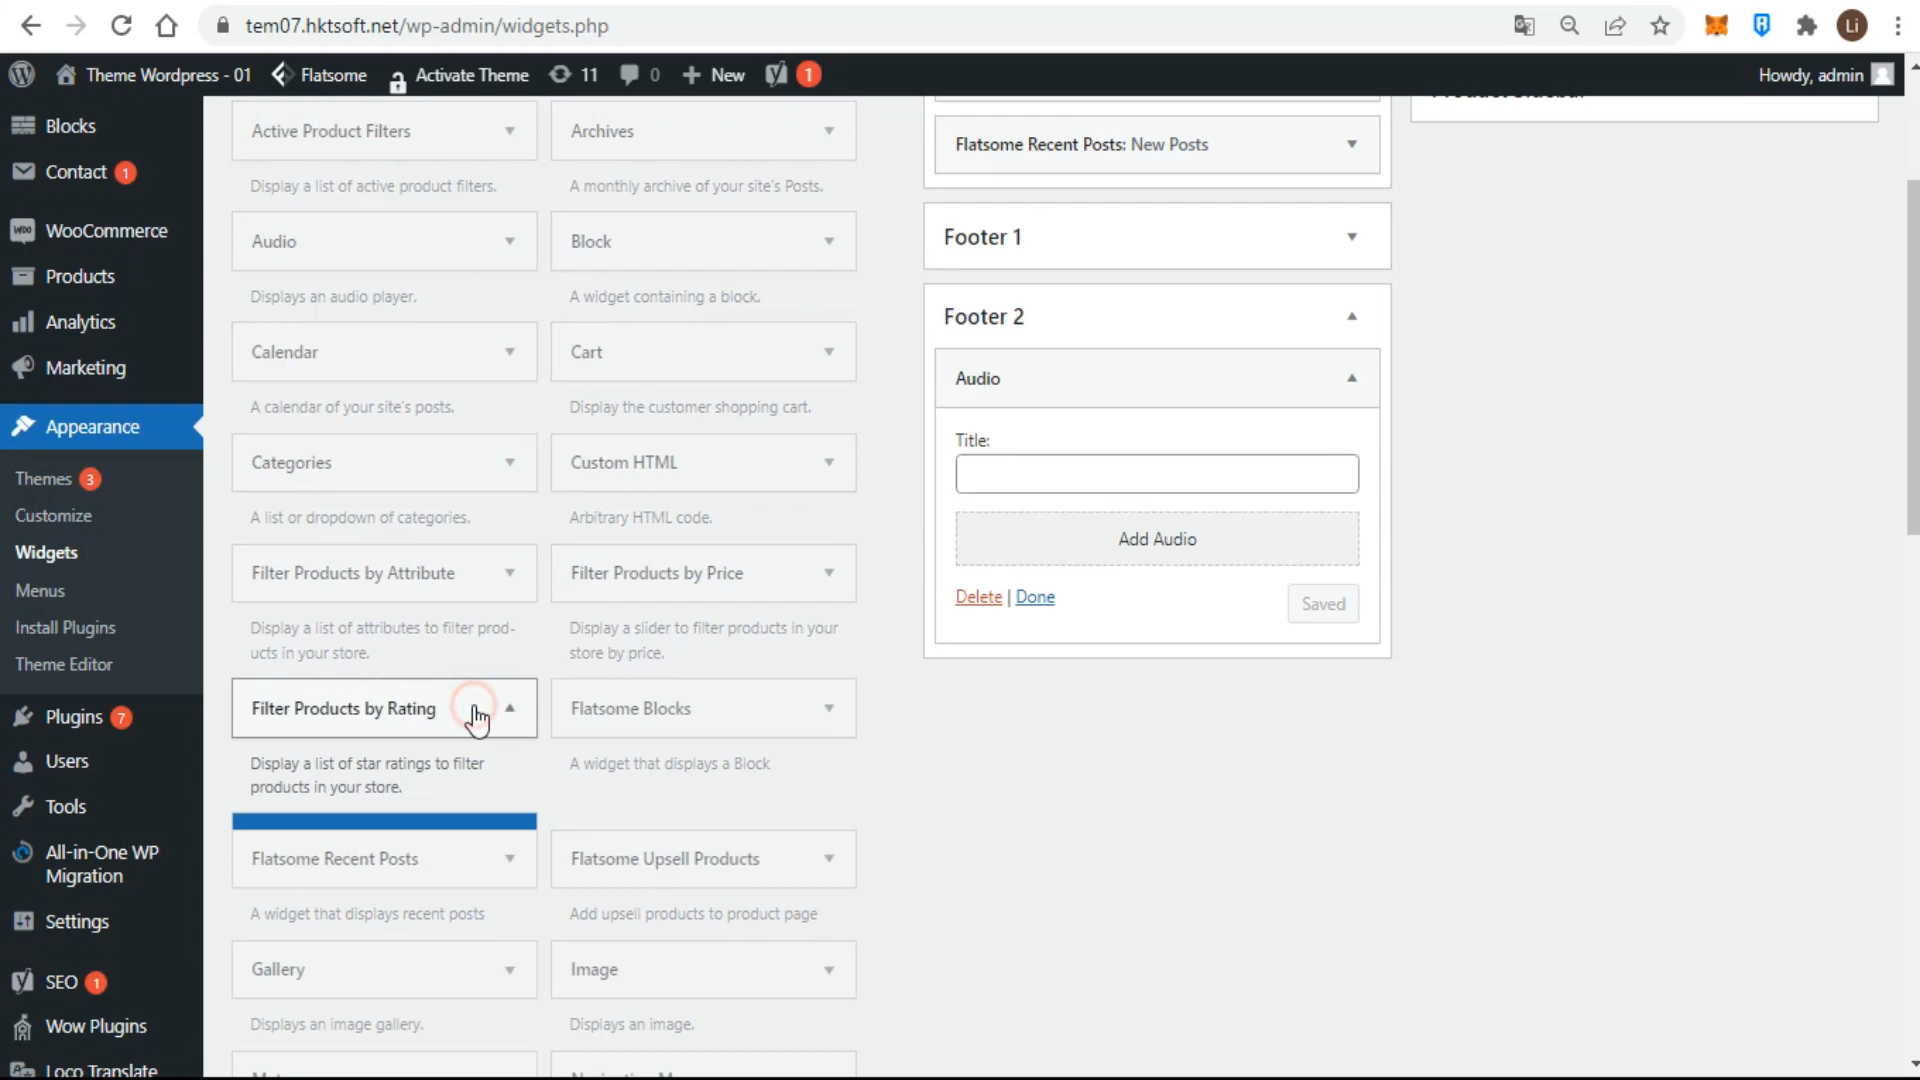 tem07.hktsoft.net/wp-admin/widgets.php
Li
Theme Wordpress - 01
Flatsome
Activate Theme
11
0
New
1
Howdy, admin
Blocks
Contact 1
WooCommerce
Products
Analytics
Marketing
Appearance
Themes 3
Customize
Widgets
Menus
Install Plugins
Theme Editor
Plugins 7
Users
Tools
All-in-One WP
Migration
Settings
SEO 1
Wow Plugins
Loco Translate
Active Product Filters
Display a list of active product filters.
Archives
A monthly archive of your site's Posts.
Audio
Displays an audio player.
Block
A widget containing a block.
Calendar
A calendar of your site's posts.
Cart
Display the customer shopping cart.
Categories
A list or dropdown of categories.
Custom HTML
Arbitrary HTML code.
Filter Products by Attribute
Display a list of attributes to filter prod-
ucts in your store.
Filter Products by Price
Display a slider to filter products in your
store by price.
Filter Products by Rating
Display a list of star ratings to filter
products in your store.
Flatsome Blocks
A widget that displays a Block
Flatsome Recent Posts
A widget that displays recent posts
Flatsome Upsell Products
Add upsell products to product page
Gallery
Displays an image gallery.
Image
Displays an image.
Flatsome Recent Posts: New Posts
Footer 1
Footer 2
Audio
Title:
Add Audio
Delete | Done
Saved